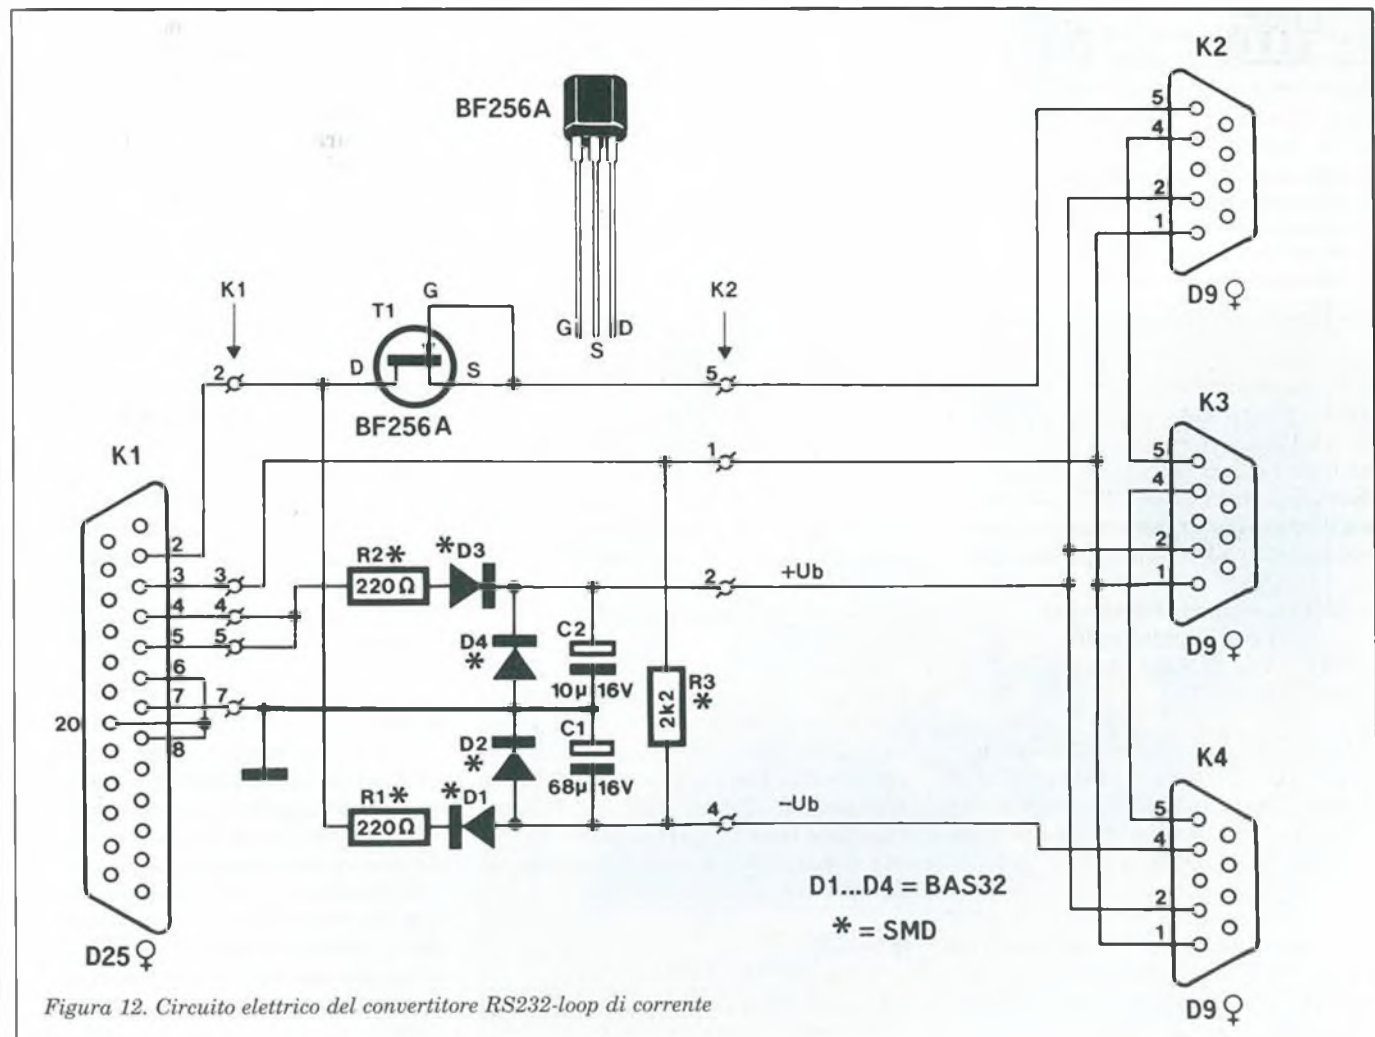 K2
BF256A
5
4
2
1
D9 ♀
G S D
K1
T1
G
D
S
BF256A
2
K2
5
K3
5
4
2
1
D9 ♀
K1
2
3 3
4 4
5 5
6
7 7
20
8
D25 ♀
1
R2* 220Ω
*D3
2
+Ub
D4 *
C2
10µ 16V
R3 *
2k2
D2 *
C1
68µ 16V
R1* 220Ω
*D1
4
–Ub
K4
5
4
2
1
D9 ♀
D1...D4 = BAS32
* = SMD
Figura 12. Circuito elettrico del convertitore RS232-loop di corrente